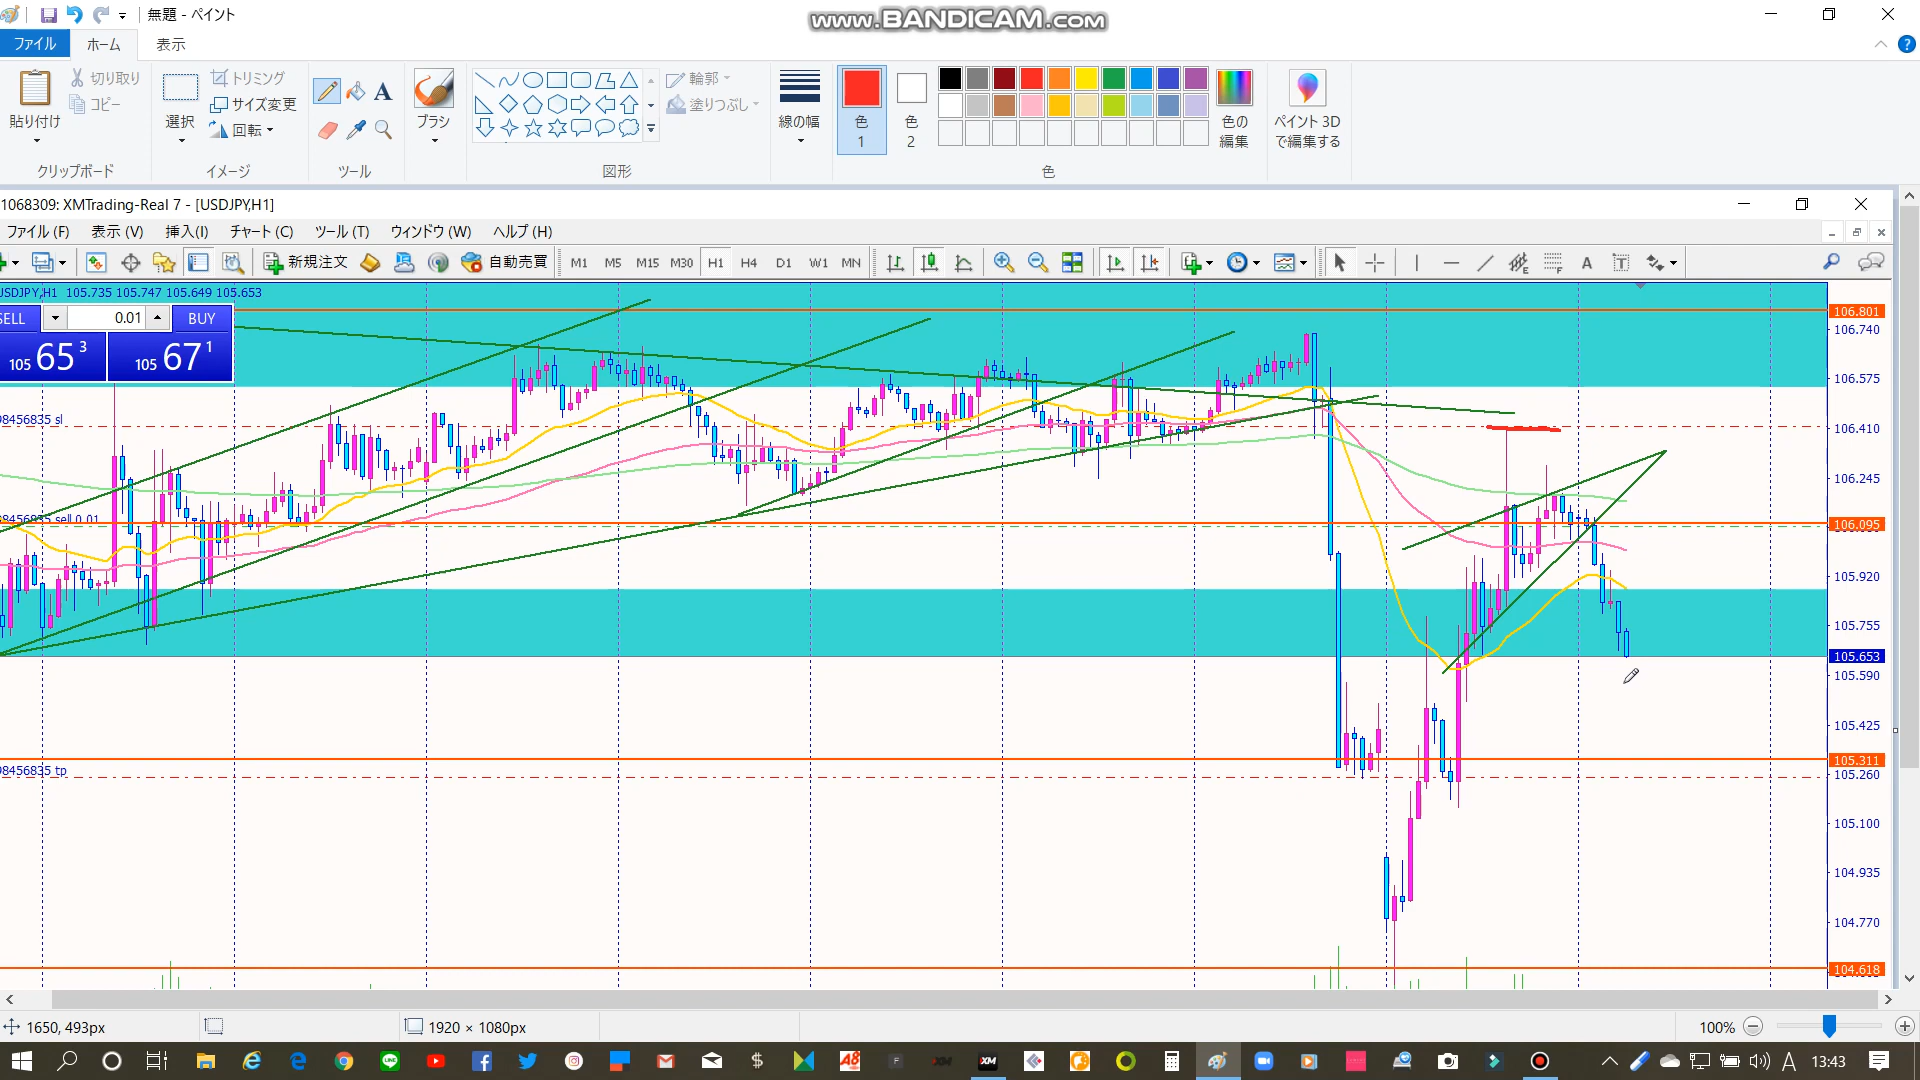 無題 - ペイント
www.BANDICAM.com
ファイル ホーム 表示
貼り付け
切り取り
コピー
クリップボード
選択
トリミング
サイズ変更
回転
イメージ
A
ツール
ブラシ
図形
輪郭
塗りつぶし
線の幅
色
1
色
2
色の
編集
色
ペイント 3D
で編集する
1068309: XMTrading-Real 7 - [USDJPY,H1]
ファイル (F) 表示 (V) 挿入(I) チャート (C) ツール (T) ウィンドウ (W) ヘルプ (H)
新規注文 自動売買 M1 M5 M15 M30 H1 H4 D1 W1 MN A T
USDJPY,H1 105.735 105.747 105.649 105.653
SELL 0.01 BUY
105 65 3
105 67 1
98456835 sl
98456835 sell 0.01
98456835 tp
106.801
106.740
106.575
106.410
106.245
106.095
105.920
105.755
105.653
105.590
105.425
105.311
105.260
105.100
104.935
104.770
104.618
1650, 493px
1920 × 1080px
100%
A 13:43